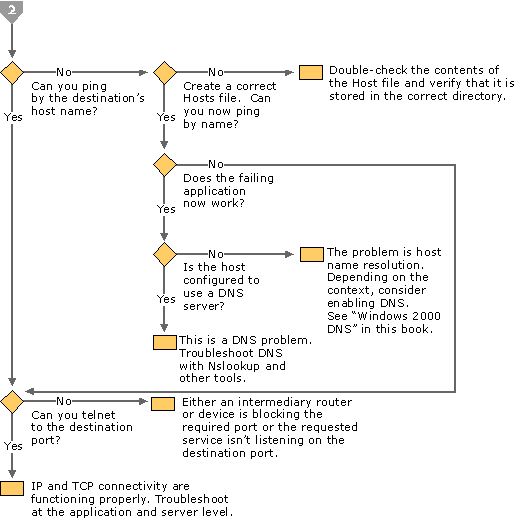 2
No
Can you ping
by the destination's
host name?
Yes
No
Create a correct
Hosts file. Can
you now ping
by name?
Yes
Double-check the contents of
the Host file and verify that it is
stored in the correct directory.
No
Does the failing
application
now work?
Yes
No
Is the host
configured to
use a DNS
server?
Yes
The problem is host
name resolution.
Depending on the
context, consider
enabling DNS.
See "Windows 2000
DNS" in this book.
This is a DNS problem.
Troubleshoot DNS
with Nslookup and
other tools.
No
Can you telnet
to the destination
port?
Yes
Either an intermediary router
or device is blocking the
required port or the requested
service isn't listening on the
destination port.
IP and TCP connectivity are
functioning properly. Troubleshoot
at the application and server level.